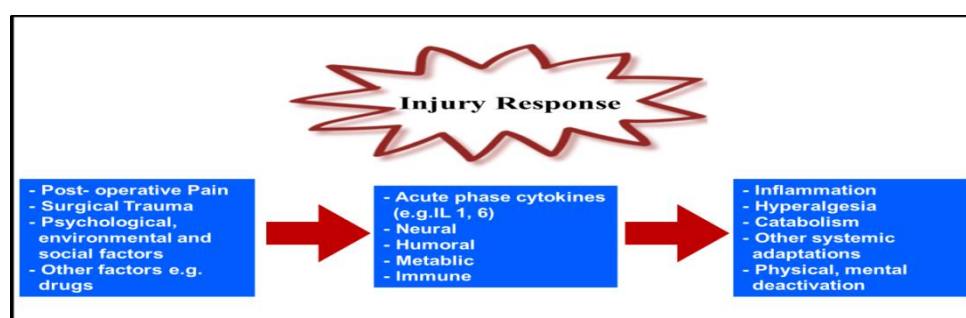 Injury Response
- Post- operative Pain
- Surgical Trauma
- Psychological,
environmental and
social factors
- Other factors e.g.
drugs
- Acute phase cytokines
(e.g.IL 1, 6)
- Neural
- Humoral
- Metablic
- Immune
- Inflammation
- Hyperalgesia
- Catabolism
- Other systemic
adaptations
- Physical, mental
deactivation